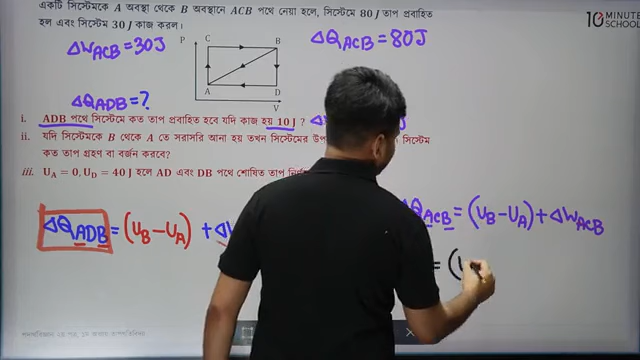 একটি সিস্টেমকে A অবস্থা থেকে B অবস্থানে ACB পথে নেয়া হলে, সিস্টেমে 80 J তাপ প্রবাহিত
হল এবং সিস্টেম 30 J কাজ করল।
10 MINUTE SCHOOL
ΔW_ACB = 30J
ΔQ_ACB = 80J
P
C
B
A
D
V
ΔQ_ADB = ?
i. ADB পথে সিস্টেমে কত তাপ প্রবাহিত হবে যদি কাজ হয় 10 J ?
ii. যদি সিস্টেমকে B থেকে A তে সরাসরি আনা হয় তখন সিস্টেমের উপ সিস্টেম
কত তাপ গ্রহণ বা বর্জন করবে?
iii. U_A = 0, U_D = 40 J হলে AD এবং DB পথে শোষিত তাপ
ΔQ_ADB = (U_B − U_A) + ΔW
Q_ACB = (U_B − U_A) + ΔW_ACB
= (U